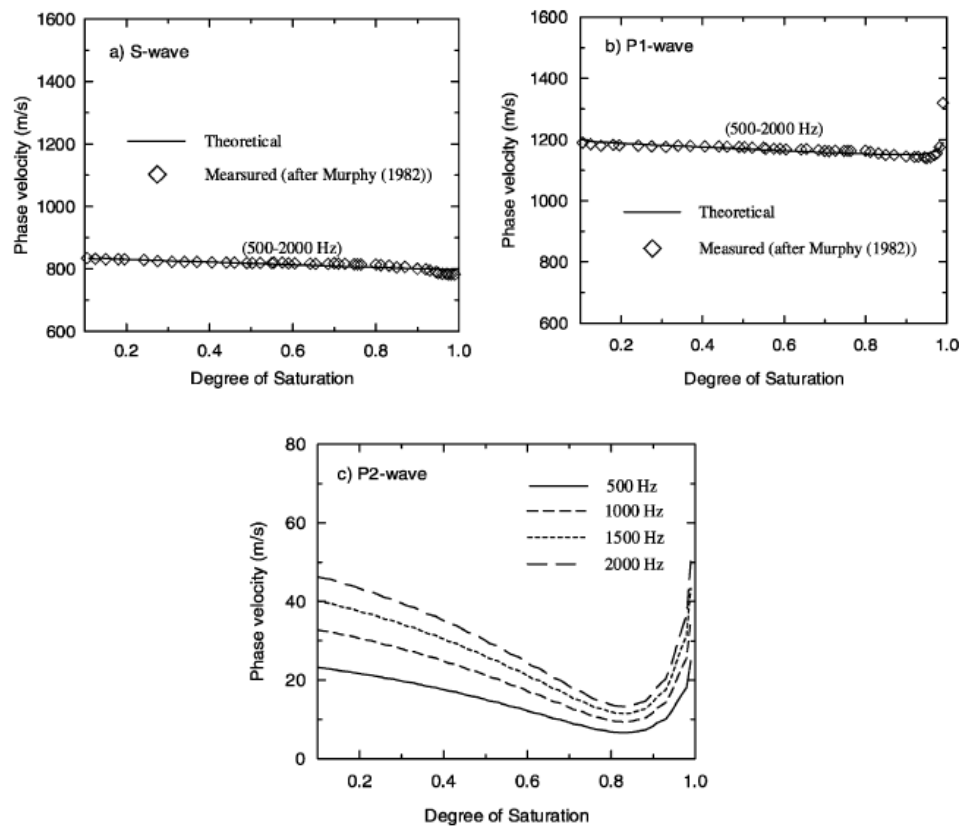 a) S-wave
Phase velocity (m/s)
1600
1400
1200
1000
800
600
Theoretical
Mearsured (after Murphy (1982))
(500-2000 Hz)
0.2 0.4 0.6 0.8 1.0
Degree of Saturation
b) P1-wave
Phase velocity (m/s)
1600
1400
1200
1000
800
600
(500-2000 Hz)
Theoretical
Measured (after Murphy (1982))
0.2 0.4 0.6 0.8 1.0
Degree of Saturation
c) P2-wave
Phase velocity (m/s)
80
60
40
20
0
500 Hz
1000 Hz
1500 Hz
2000 Hz
0.2 0.4 0.6 0.8 1.0
Degree of Saturation